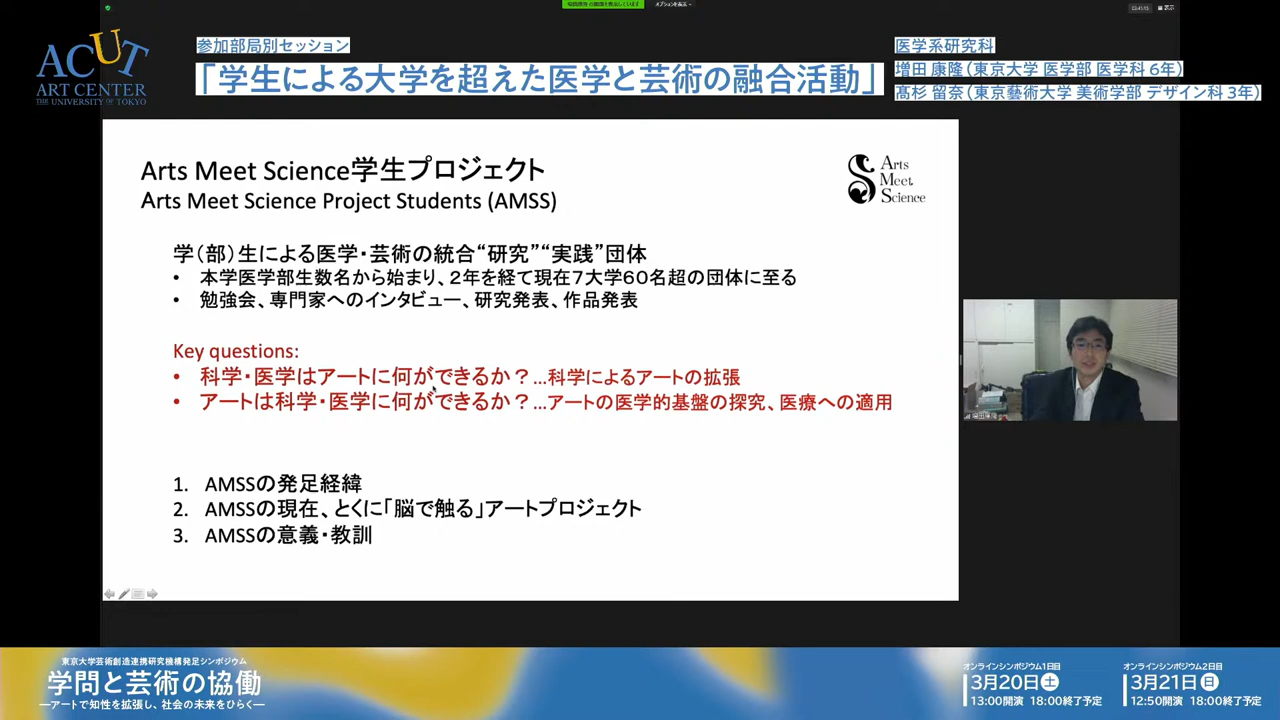 オプションを表示
03:41:15
表示
ACUT
ART CENTER
THE UNIVERSITY OF TOKYO
参加部局別セッション
「学生による大学を超えた医学と芸術の融合活動」
医学系研究科
増田 康隆（東京大学 医学部 医学科 6年）
髙杉 留奈（東京藝術大学 美術学部 デザイン科 3年）
Arts Meet Science学生プロジェクト
Arts Meet Science Project Students (AMSS)
Arts
Meet
Science
学（部）生による医学・芸術の統合“研究”“実践”団体
• 本学医学部生数名から始まり、２年を経て現在７大学６０名超の団体に至る
• 勉強会、専門家へのインタビュー、研究発表、作品発表
Key questions:
• 科学・医学はアートに何ができるか？…科学によるアートの拡張
• アートは科学・医学に何ができるか？…アートの医学的基盤の探究、医療への適用
1. AMSSの発足経緯
2. AMSSの現在、とくに「脳で触る」アートプロジェクト
3. AMSSの意義・教訓
東京大学芸術創造連携研究機構発足シンポジウム
学問と芸術の協働
―アートで知性を拡張し、社会の未来をひらく―
オンラインシンポジウム1日目
3月20日 土
13:00開演 18:00終了予定
オンラインシンポジウム2日目
3月21日 日
12:50開演 18:00終了予定